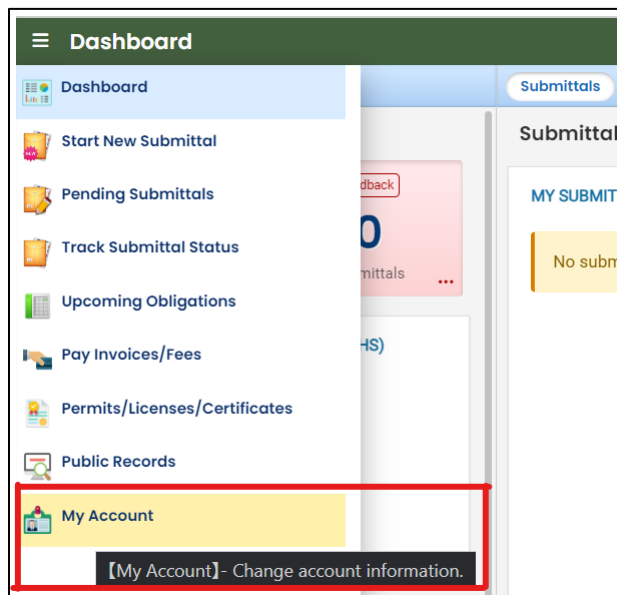 Dashboard
Dashboard
Start New Submittal
Pending Submittals
Track Submittal Status
Upcoming Obligations
Pay Invoices/Fees
Permits/Licenses/Certificates
Public Records
My Account
【My Account】- Change account information.
dback
0
mittals
...
HS)
Submittals
Submittal
MY SUBMIT
No subm